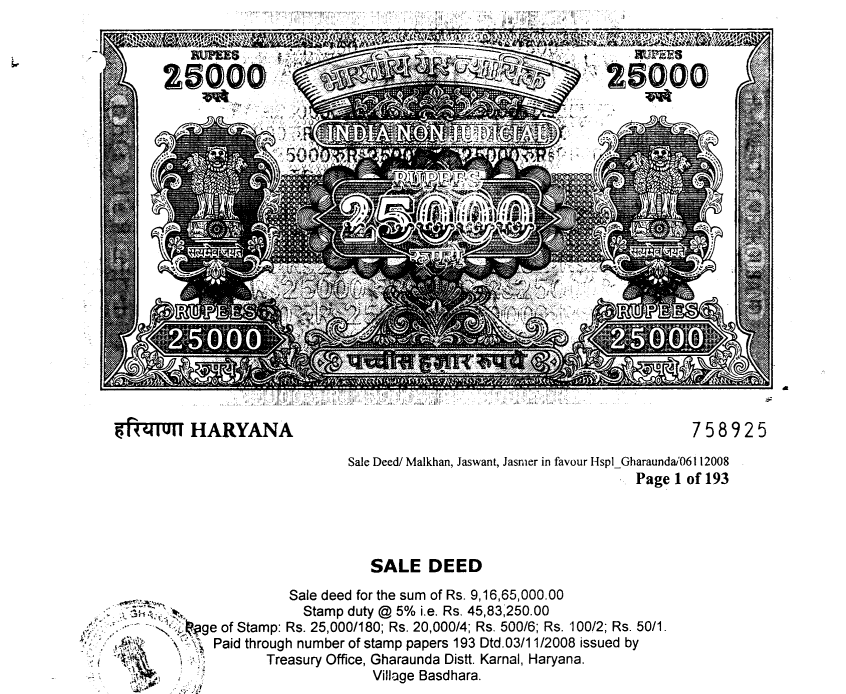 RUPEES
25000
रुपये
भारतीय गैर न्यायिक
RUPEES
25000
रुपये
INDIA NON JUDICIAL
RUPEES
25000
रुपये
सत्यमेव जयते
सत्यमेव जयते
RUPEES
25000
रुपये
पच्चीस हजार रुपये
RUPEES
25000
रुपये
हरियाणा HARYANA
758925
Sale Deed/ Malkhan, Jaswant, Jasmer in favour Hspl_Gharaunda/06112008
Page 1 of 193
SALE DEED
Sale deed for the sum of Rs. 9,16,65,000.00
Stamp duty @ 5% i.e. Rs. 45,83,250.00
Page of Stamp: Rs. 25,000/180; Rs. 20,000/4; Rs. 500/6; Rs. 100/2; Rs. 50/1.
Paid through number of stamp papers 193 Dtd.03/11/2008 issued by
Treasury Office, Gharaunda Distt. Karnal, Haryana.
Village Basdhara.